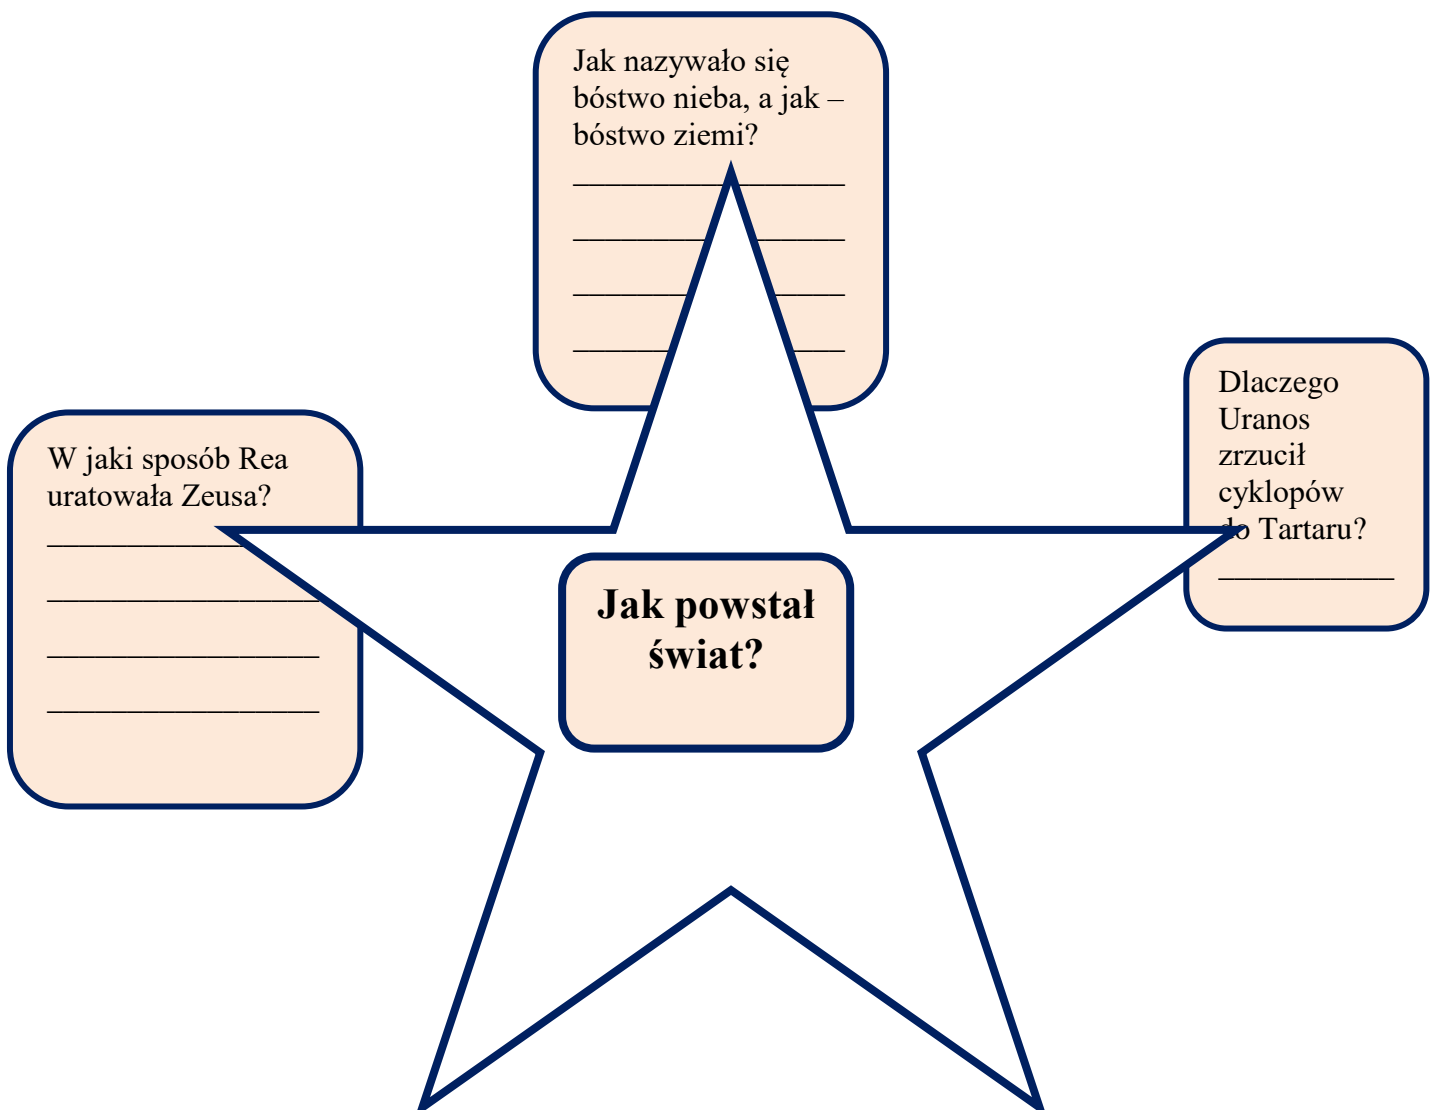 Jak nazywało się
bóstwo nieba, a jak –
bóstwo ziemi?
W jaki sposób Rea
uratowała Zeusa?
Dlaczego
Uranos
zrzucił
cyklopów
do Tartaru?
Jak powstał
świat?